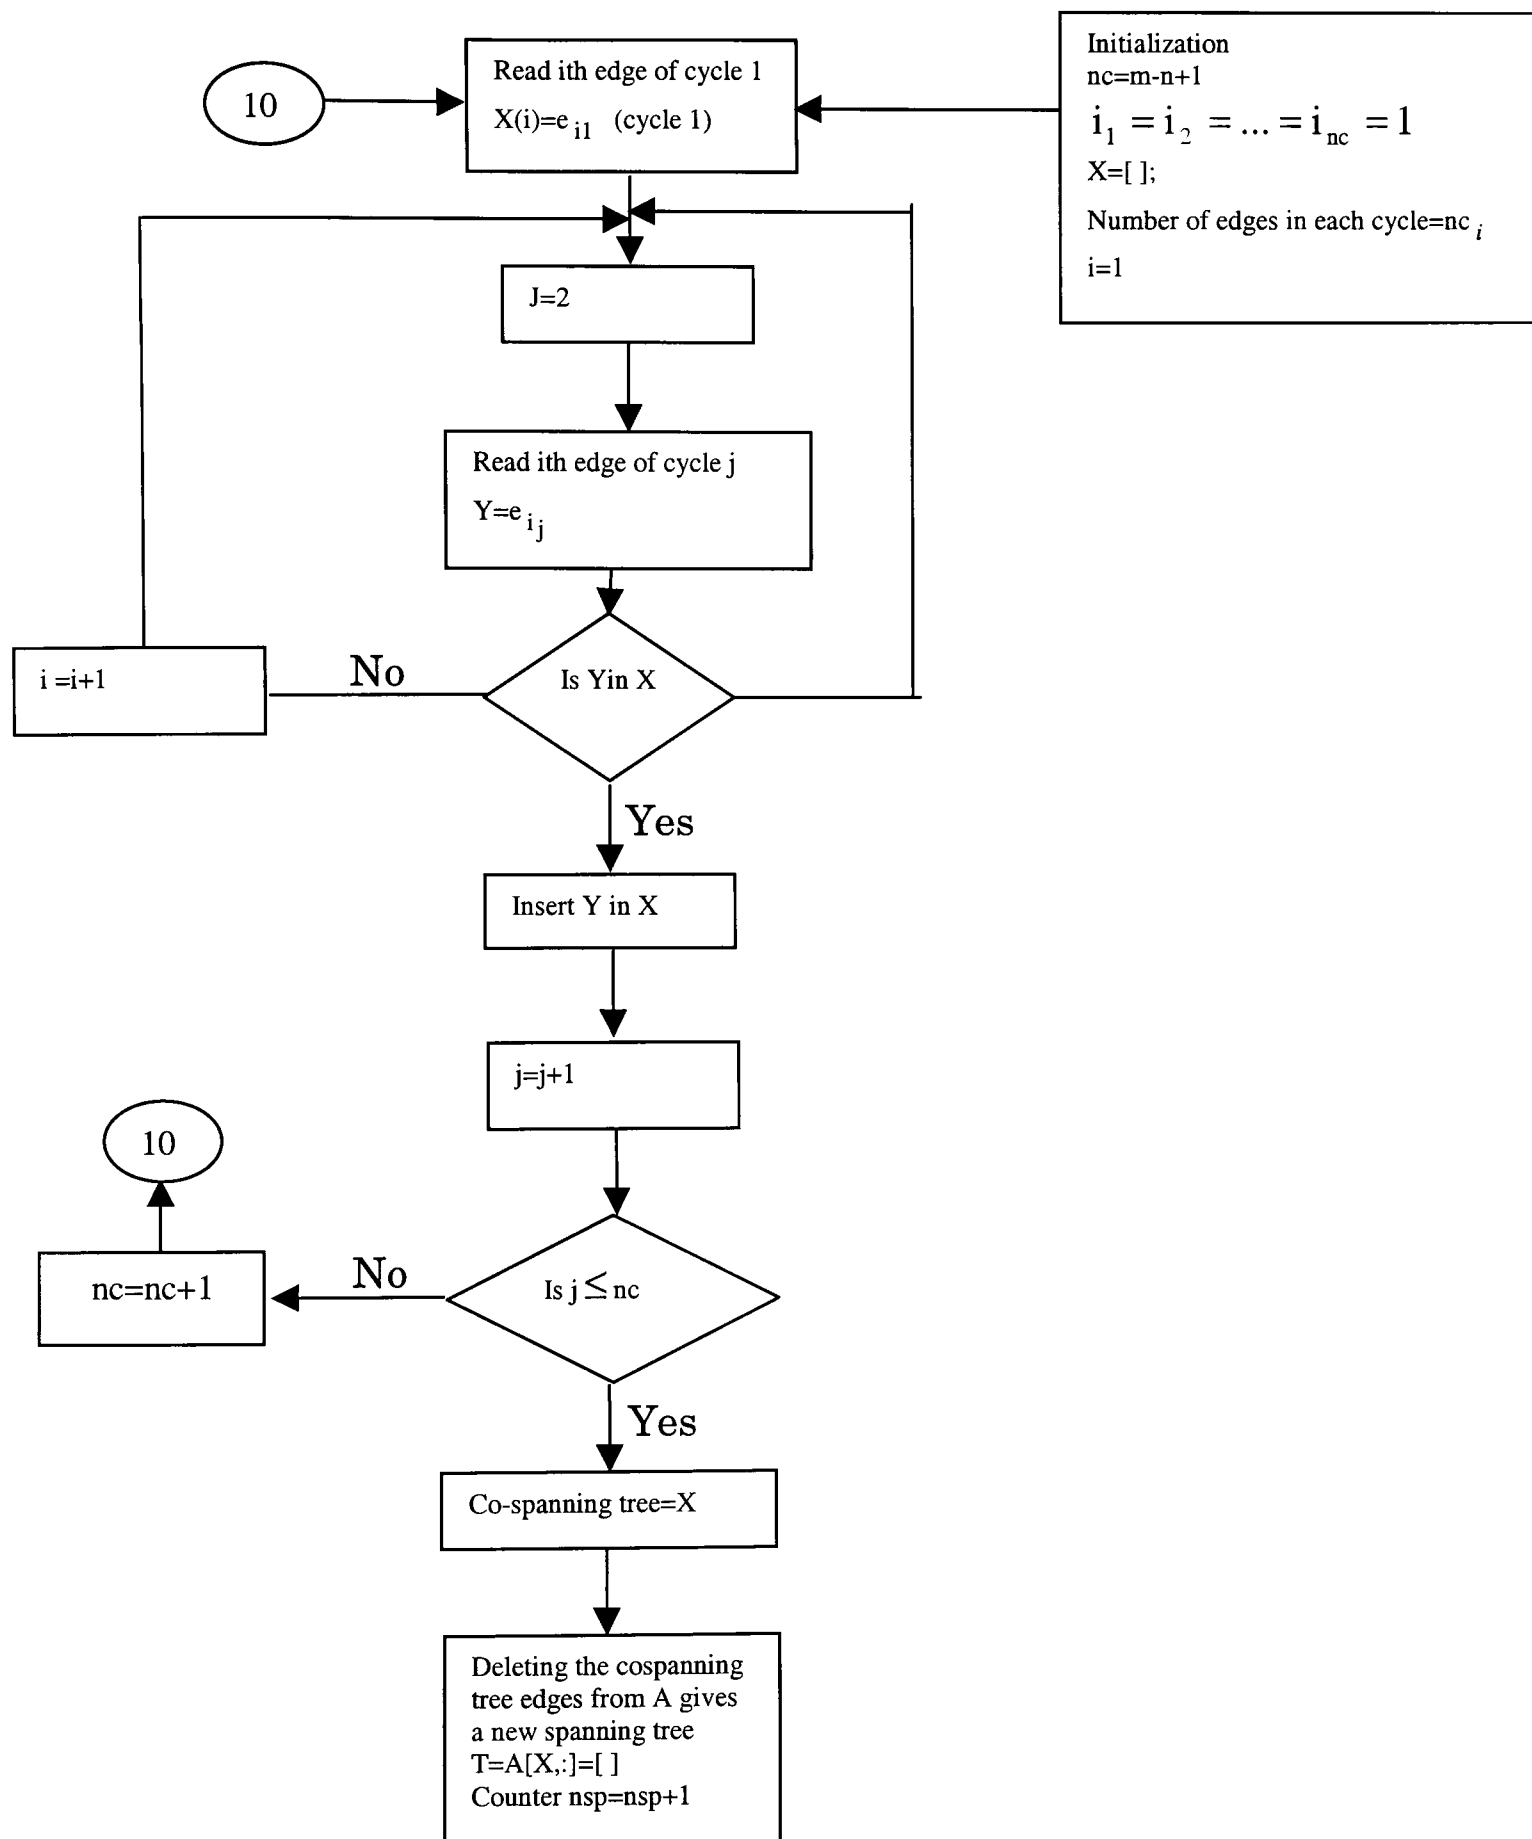 10
Read ith edge of cycle 1
X(i)=e i1 (cycle 1)
Initialization
nc=m-n+1
i1 = i2 = ... = inc = 1
X=[ ];
Number of edges in each cycle=nc i
i=1
J=2
Read ith edge of cycle j
Y=e ij
i =i+1
No
Is Yin X
Yes
Insert Y in X
j=j+1
10
nc=nc+1
No
Is j ≤ nc
Yes
Co-spanning tree=X
Deleting the cospanning
tree edges from A gives
a new spanning tree
T=A[X,:]=[ ]
Counter nsp=nsp+1